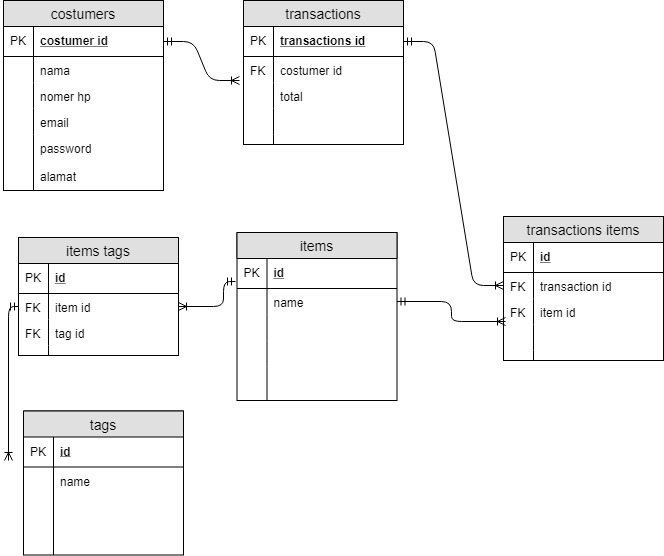 costumers
PK costumer id
nama
nomer hp
email
password
alamat
transactions
PK transactions id
FK costumer id
total
items tags
PK id
FK item id
FK tag id
items
PK id
name
transactions items
PK id
FK transaction id
FK item id
tags
PK id
name